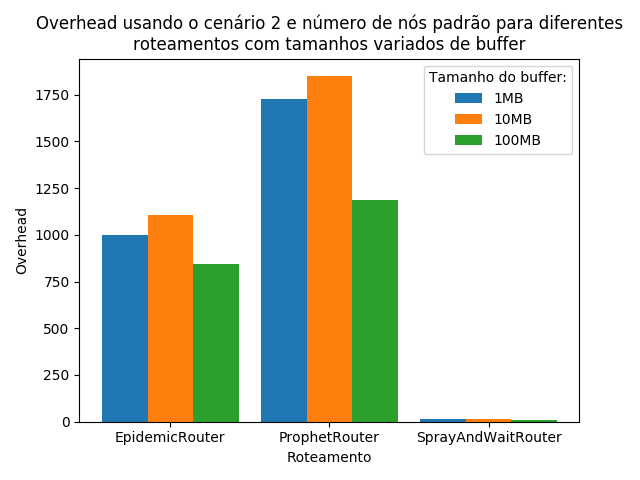 Overhead usando o cenário 2 e número de nós padrão para diferentes
roteamentos com tamanhos variados de buffer
Tamanho do buffer:
1MB
10MB
100MB
Overhead
1750
1500
1250
1000
750
500
250
0
EpidemicRouter
ProphetRouter
SprayAndWaitRouter
Roteamento